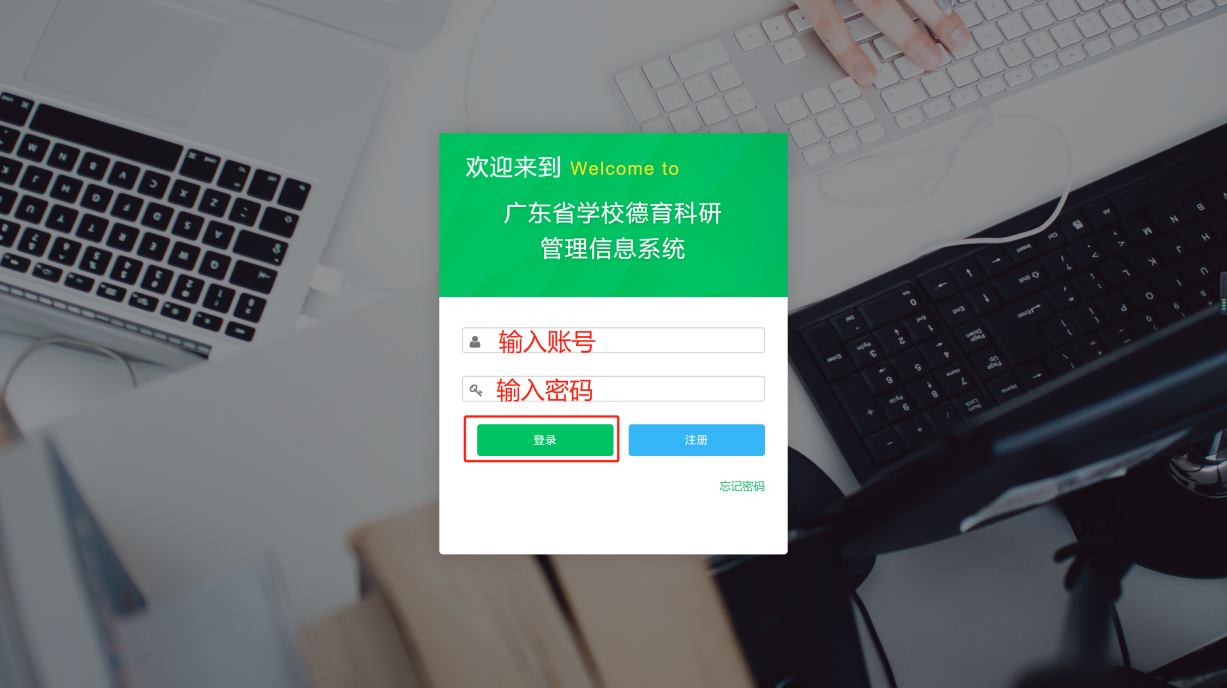 欢迎来到 Welcome to
广东省学校德育科研
管理信息系统
输入账号
输入密码
登录
注册
忘记密码